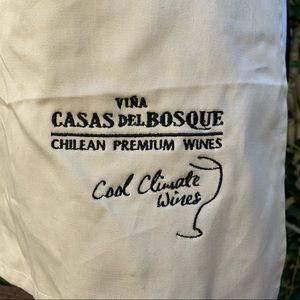 VIÑA
CASAS DEL BOSQUE
CHILEAN PREMIUM WINES
Cool Climate
Wines